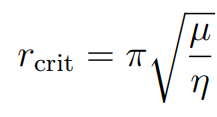 r_crit = π√(μ/η)